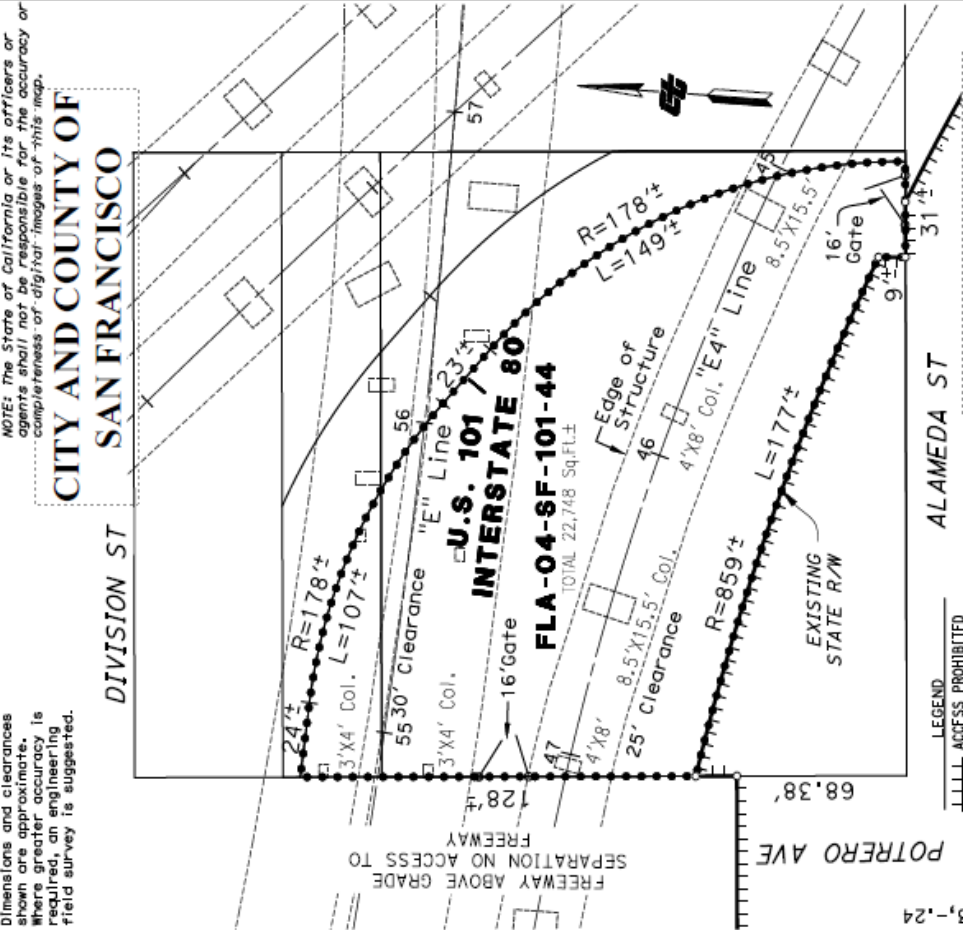 NOTE: The State of California or its officers or
agents shall not be responsible for the accuracy or
completeness of digital images of this map.
CITY AND COUNTY OF
SAN FRANCISCO
Dimensions and clearances
shown are approximate.
Where greater accuracy is
required, an engineering
field survey is suggested.
DIVISION ST
57
R=178'±
L=149'±
45
8.5'X15.5'
16'
Gate
31'±
9'±
R=178'±
L=107'±
24'±
23'±
56
"E" Line
U.S. 101 /
INTERSTATE 80
FLA-04-SF-101-44
TOTAL 22,748 Sq.Ft.±
Edge of
Structure
46
4'X8' Col.
"E4" Line
55
30' Clearance
3'X4' Col.
3'X4' Col.
16'Gate
8.5'X15.5' Col.
47
4'X8'
25' Clearance
R=859'±
L=177'±
EXISTING
STATE R/W
128'±
FREEWAY ABOVE GRADE
SEPARATION NO ACCESS TO
FREEWAY
68.38'
POTRERO AVE
ALAMEDA ST
LEGEND
ACCESS PROHIBITED